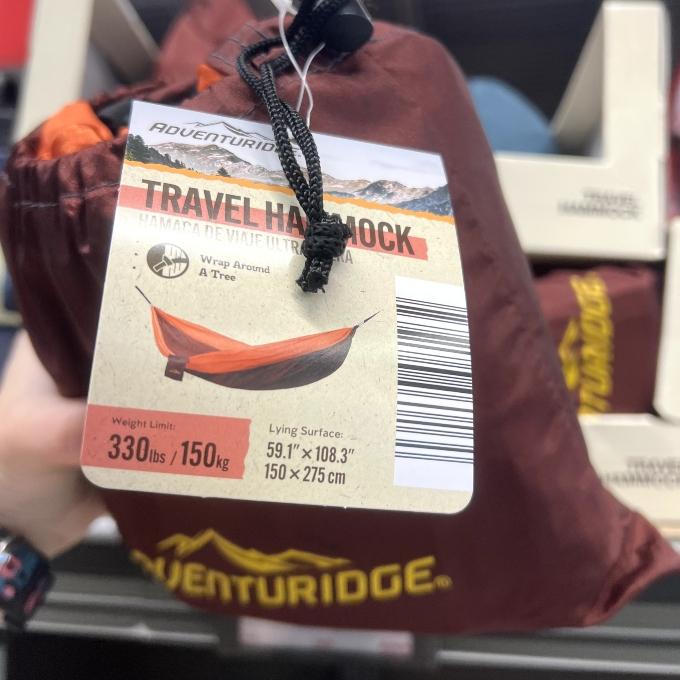 ADVENTURIDGE
TRAVEL HAMMOCK
HAMACA DE VIAJE
Wrap Around
A Tree
Weight Limit:
330lbs / 150kg
Lying Surface:
59.1" × 108.3"
150 × 275 cm
ADVENTURIDGE®
TRAVEL
HAMMOCK
TRAVEL
HAMMOCK